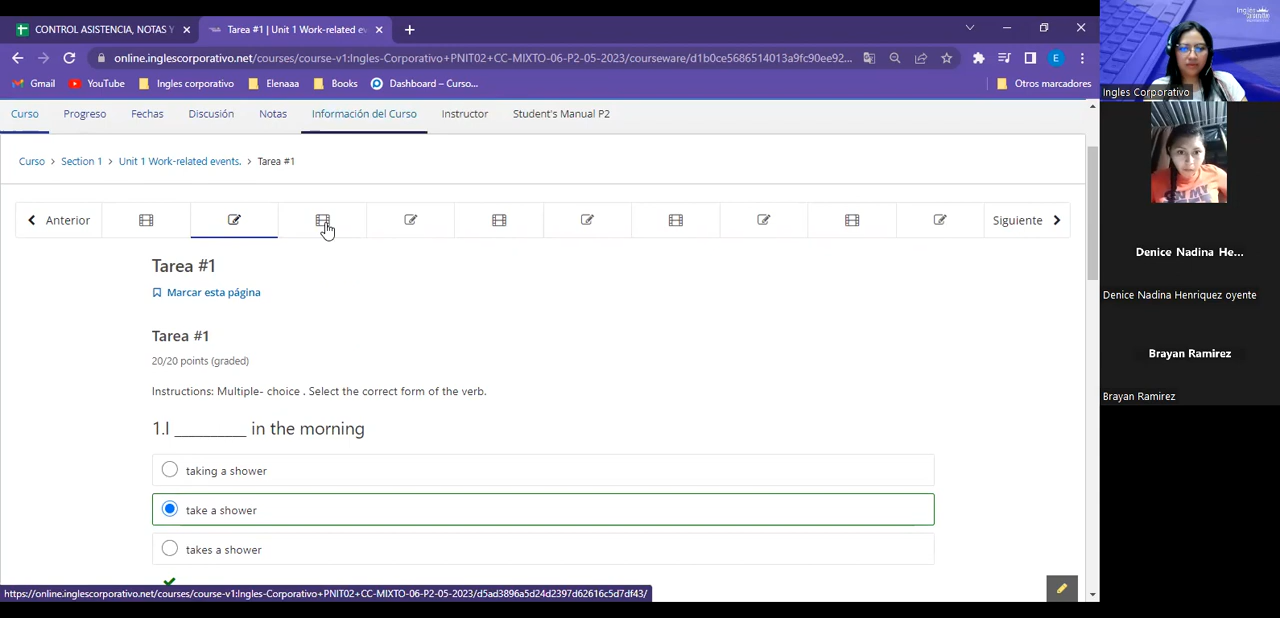 CONTROL ASISTENCIA, NOTAS Y
Tarea #1 | Unit 1 Work-related ev
online.inglescorporativo.net/courses/course-v1:Ingles-Corporativo+PNIT02+CC-MIXTO-06-P2-05-2023/courseware/d1b0ce5686514013a9fc90ee92...
E
Gmail
YouTube
Ingles corporativo
Elenaaa
Books
Dashboard – Curso...
Otros marcadores
Curso
Progreso
Fechas
Discusión
Notas
Información del Curso
Instructor
Student's Manual P2
Curso > Section 1 > Unit 1 Work-related events. > Tarea #1
Anterior
Siguiente
Tarea #1
Marcar esta página
Tarea #1
20/20 points (graded)
Instructions: Multiple- choice . Select the correct form of the verb.
1.I __________ in the morning
taking a shower
take a shower
takes a shower
https://online.inglescorporativo.net/courses/course-v1:Ingles-Corporativo+PNIT02+CC-MIXTO-06-P2-05-2023/courseware/d5ad3896a5d24d2397d62616c5d7df43/
Ingles Corporativo
Denice Nadina He...
Denice Nadina Henriquez oyente
Brayan Ramirez
Brayan Ramirez